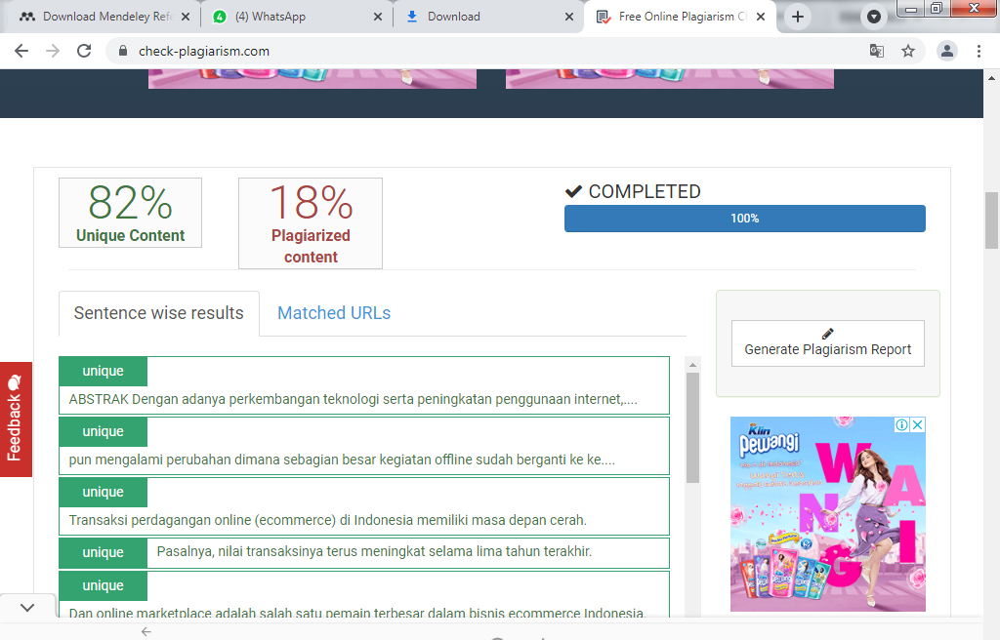 Download Mendeley Ref
(4) WhatsApp
Download
Free Online Plagiarism C
check-plagiarism.com
82%
Unique Content
18%
Plagiarized
content
COMPLETED
100%
Sentence wise results
Matched URLs
Generate Plagiarism Report
Feedback
unique
ABSTRAK Dengan adanya perkembangan teknologi serta peningkatan penggunaan internet,....
unique
pun mengalami perubahan dimana sebagian besar kegiatan offline sudah berganti ke ke....
unique
Transaksi perdagangan online (ecommerce) di Indonesia memiliki masa depan cerah.
unique
Pasalnya, nilai transaksinya terus meningkat selama lima tahun terakhir.
unique
Dan online marketplace adalah salah satu pemain terbesar dalam bisnis ecommerce Indonesia.
Klin
Pewangi
WANGI